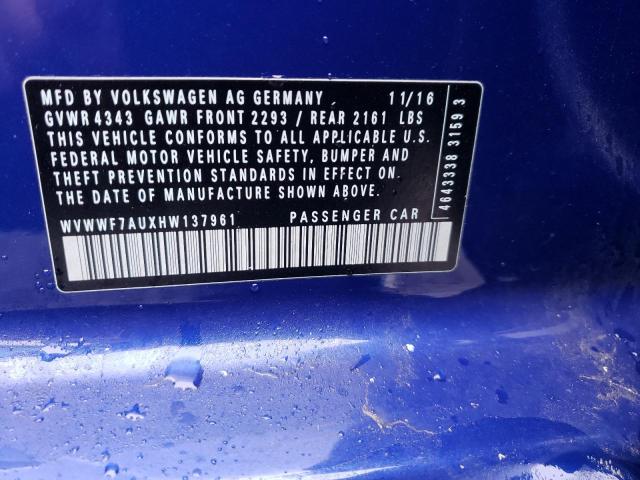 MFD BY VOLKSWAGEN AG GERMANY 11/16
GVWR 4343 GAWR FRONT 2293 / REAR 2161 LBS
THIS VEHICLE CONFORMS TO ALL APPLICABLE U.S.
FEDERAL MOTOR VEHICLE SAFETY, BUMPER AND
THEFT PREVENTION STANDARDS IN EFFECT ON
THE DATE OF MANUFACTURE SHOWN ABOVE.
WVWWF7AUXHW137961 PASSENGER CAR
4643338 3159 3